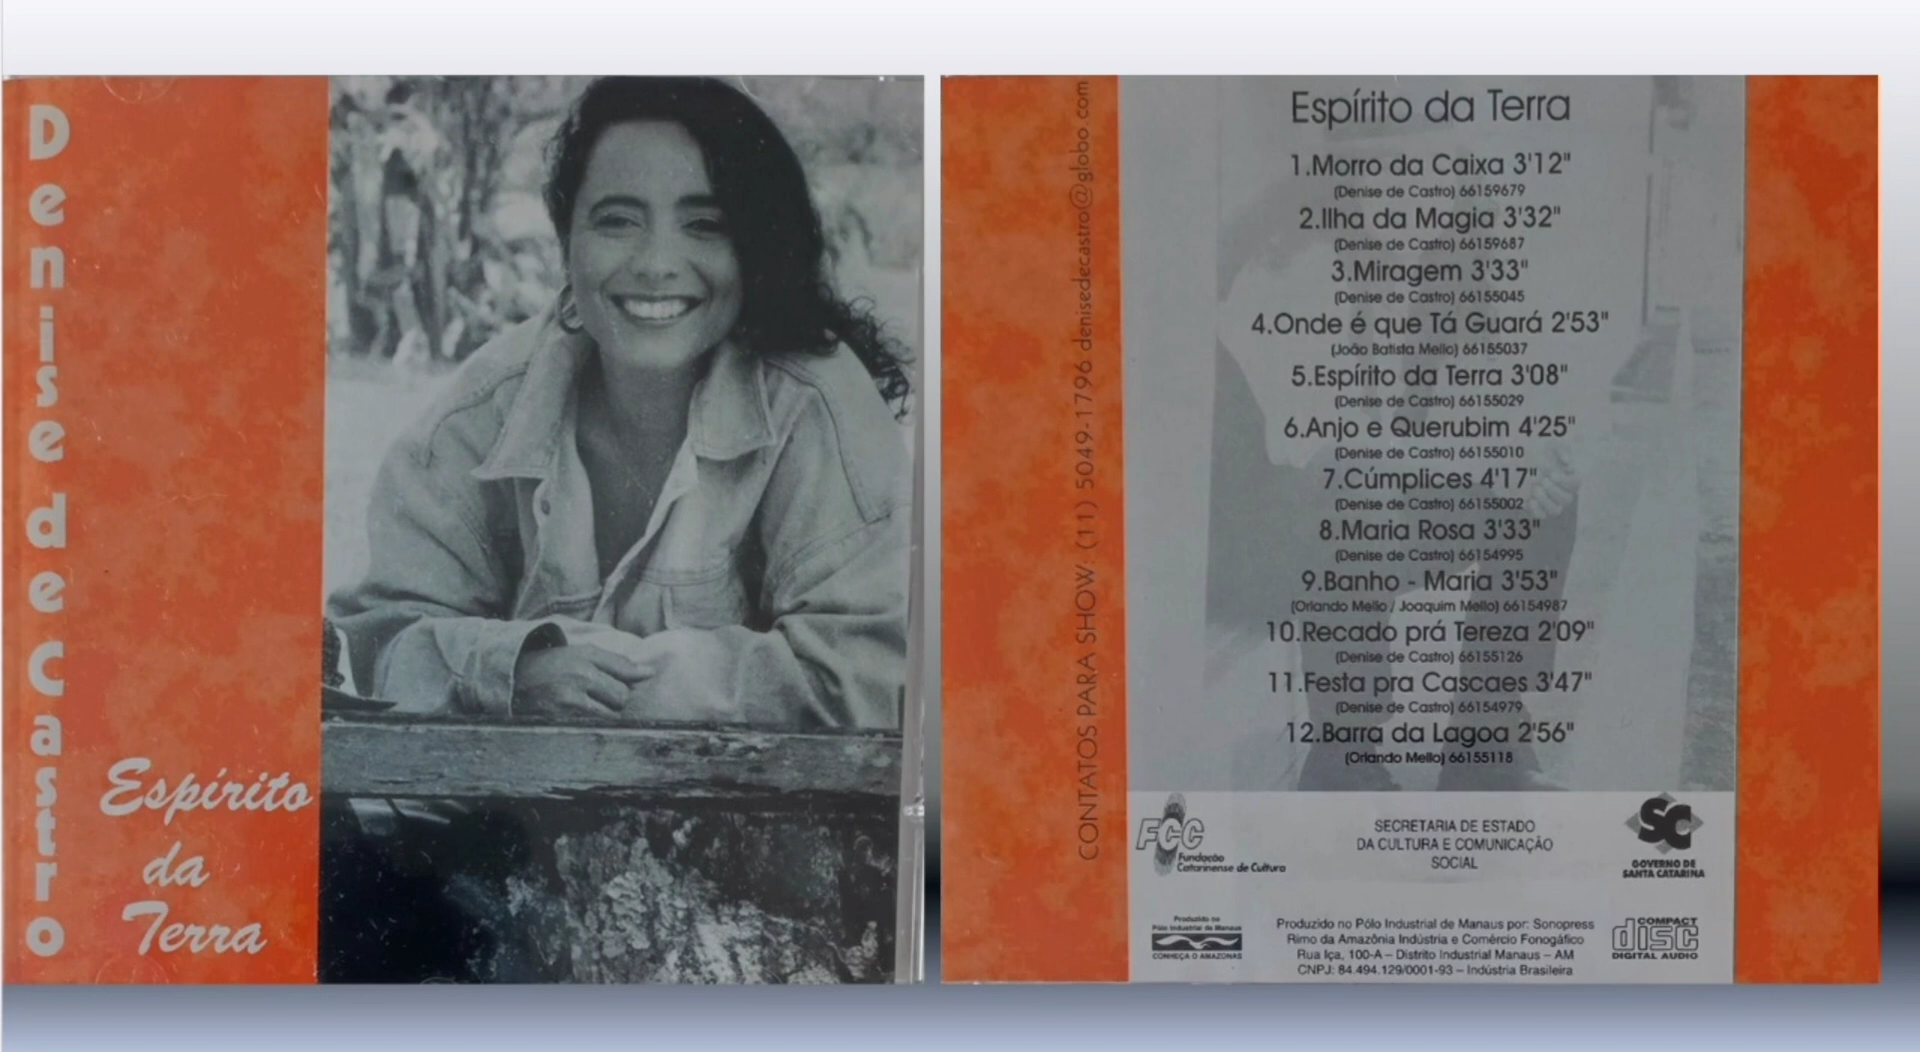 Denise de Castro
Espírito
da
Terra
CONTATOS PARA SHOW. (11) 5049-1796 denisedecastro@globo.com
Espírito da Terra
1.Morro da Caixa 3'12"
(Denise de Castro) 66159679
2.Ilha da Magia 3'32"
(Denise de Castro) 66159687
3.Miragem 3'33"
(Denise de Castro) 66155045
4.Onde é que Tá Guará 2'53"
(João Batista Mello) 66155037
5.Espírito da Terra 3'08"
(Denise de Castro) 66155029
6.Anjo e Querubim 4'25"
(Denise de Castro) 66155010
7.Cúmplices 4'17"
(Denise de Castro) 66155002
8.Maria Rosa 3'33"
(Denise de Castro) 66154995
9.Banho - Maria 3'53"
(Orlando Mello / Joaquim Mello) 66154987
10.Recado prá Tereza 2'09"
(Denise de Castro) 66155126
11.Festa pra Cascaes 3'47"
(Denise de Castro) 66154979
12.Barra da Lagoa 2'56"
(Orlando Mello) 66155118
FCC
Fundação
Catarinense de Cultura
SECRETARIA DE ESTADO
DA CULTURA E COMUNICAÇÃO
SOCIAL
SC
GOVERNO DE
SANTA CATARINA
Produzido no
Pólo Industrial de Manaus
CONHEÇA O AMAZONAS
Produzido no Pólo Industrial de Manaus por: Sonopress
Rimo da Amazônia Indústria e Comércio Fonogáfico
Rua Iça, 100-A – Distrito Industrial Manaus – AM
CNPJ: 84.494.129/0001-93 – Indústria Brasileira
COMPACT
disc
DIGITAL AUDIO